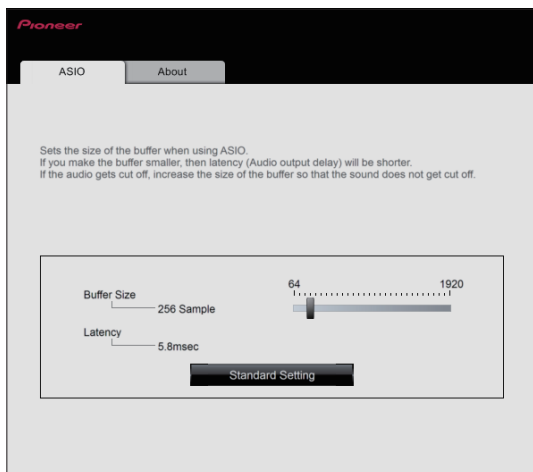 Pioneer
ASIO About
Sets the size of the buffer when using ASIO.
If you make the buffer smaller, then latency (Audio output delay) will be shorter.
If the audio gets cut off, increase the size of the buffer so that the sound does not get cut off.
64 1920
Buffer Size
256 Sample
Latency
5.8msec
Standard Setting